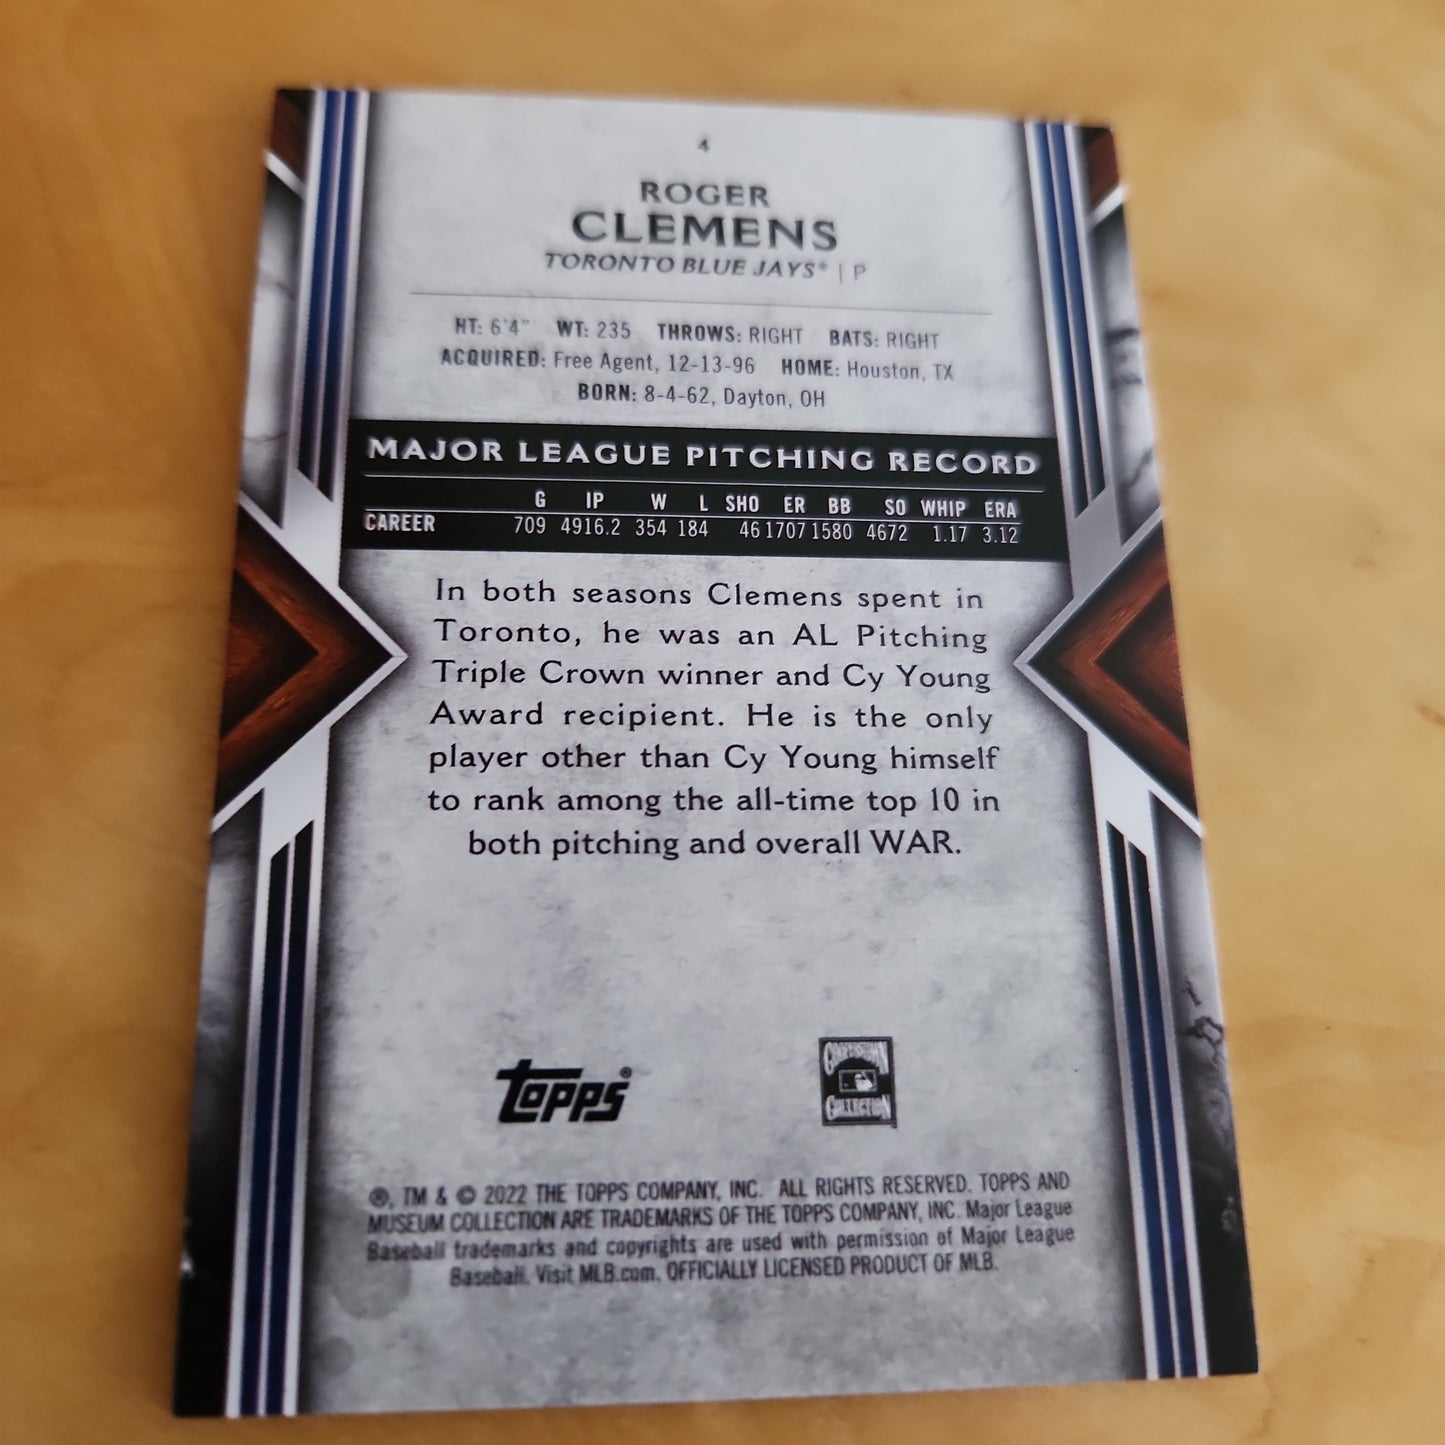 4
ROGER
CLEMENS
TORONTO BLUE JAYS® | P
HT: 6'4" WT: 235 THROWS: RIGHT BATS: RIGHT
ACQUIRED: Free Agent, 12-13-96 HOME: Houston, TX
BORN: 8-4-62, Dayton, OH
MAJOR LEAGUE PITCHING RECORD
G IP W L SHO ER BB SO WHIP ERA
CAREER 709 4916.2 354 184 46 1707 1580 4672 1.17 3.12
In both seasons Clemens spent in
Toronto, he was an AL Pitching
Triple Crown winner and Cy Young
Award recipient. He is the only
player other than Cy Young himself
to rank among the all-time top 10 in
both pitching and overall WAR.
topps®
COOPERSTOWN
COLLECTION
®, TM & © 2022 THE TOPPS COMPANY, INC. ALL RIGHTS RESERVED. TOPPS AND
MUSEUM COLLECTION ARE TRADEMARKS OF THE TOPPS COMPANY, INC. Major League
Baseball trademarks and copyrights are used with permission of Major League
Baseball. Visit MLB.com. OFFICIALLY LICENSED PRODUCT OF MLB.